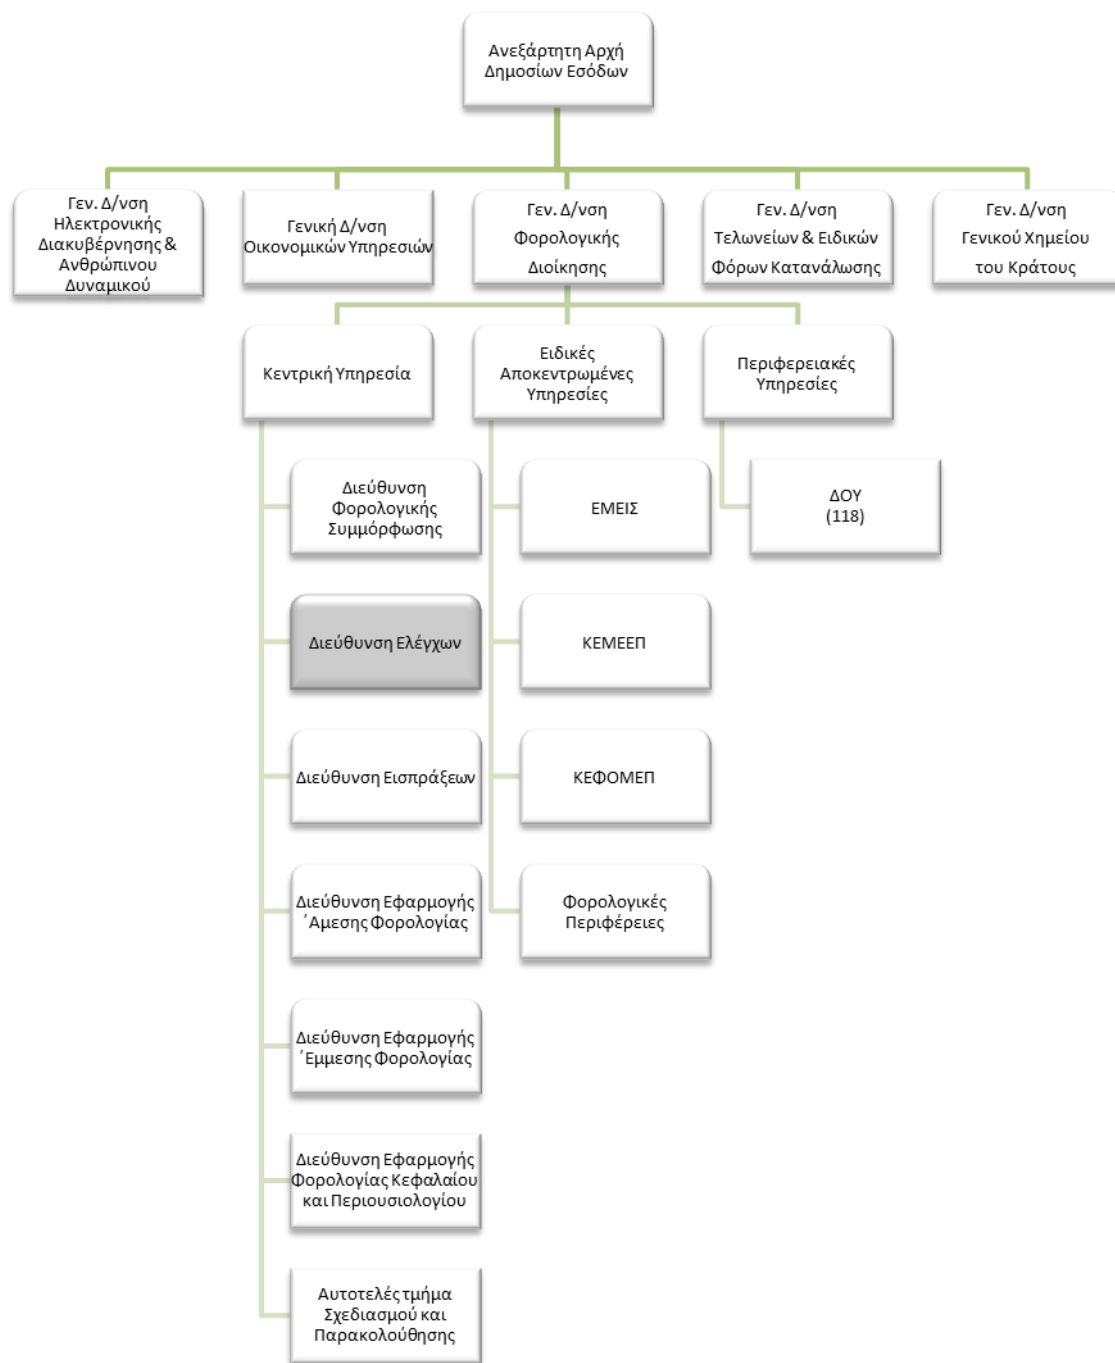 Ανεξάρτητη Αρχή
Δημοσίων Εσόδων
Γεν. Δ/νση
Ηλεκτρονικής
Διακυβέρνησης &
Ανθρώπινου
Δυναμικού
Γενική Δ/νση
Οικονομικών Υπηρεσιών
Γεν. Δ/νση
Φορολογικής
Διοίκησης
Γεν. Δ/νση
Τελωνείων & Ειδικών
Φόρων Κατανάλωσης
Γεν. Δ/νση
Γενικού Χημείου
του Κράτους
Κεντρική Υπηρεσία
Ειδικές
Αποκεντρωμένες
Υπηρεσίες
Περιφερειακές
Υπηρεσίες
Διεύθυνση
Φορολογικής
Συμμόρφωσης
ΕΜΕΙΣ
ΔΟΥ
(118)
Διεύθυνση Ελέγχων
ΚΕΜΕΕΠ
Διεύθυνση Εισπράξεων
ΚΕΦΟΜΕΠ
Διεύθυνση Εφαρμογής
΄Αμεσης Φορολογίας
Φορολογικές
Περιφέρειες
Διεύθυνση Εφαρμογής
΄Εμμεσης Φορολογίας
Διεύθυνση Εφαρμογής
Φορολογίας Κεφαλαίου
και Περιουσιολογίου
Αυτοτελές τμήμα
Σχεδιασμού και
Παρακολούθησης